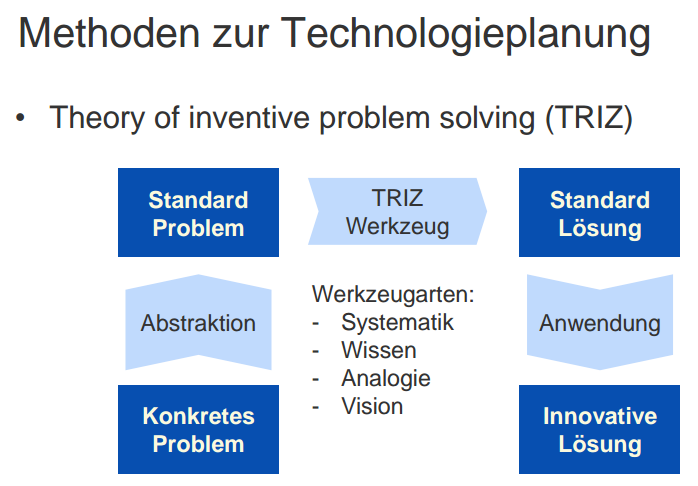 Methoden zur Technologieplanung
• Theory of inventive problem solving (TRIZ)
Standard
Problem
TRIZ
Werkzeug
Standard
Lösung
Abstraktion
Werkzeugarten:
- Systematik
- Wissen
- Analogie
- Vision
Anwendung
Konkretes
Problem
Innovative
Lösung